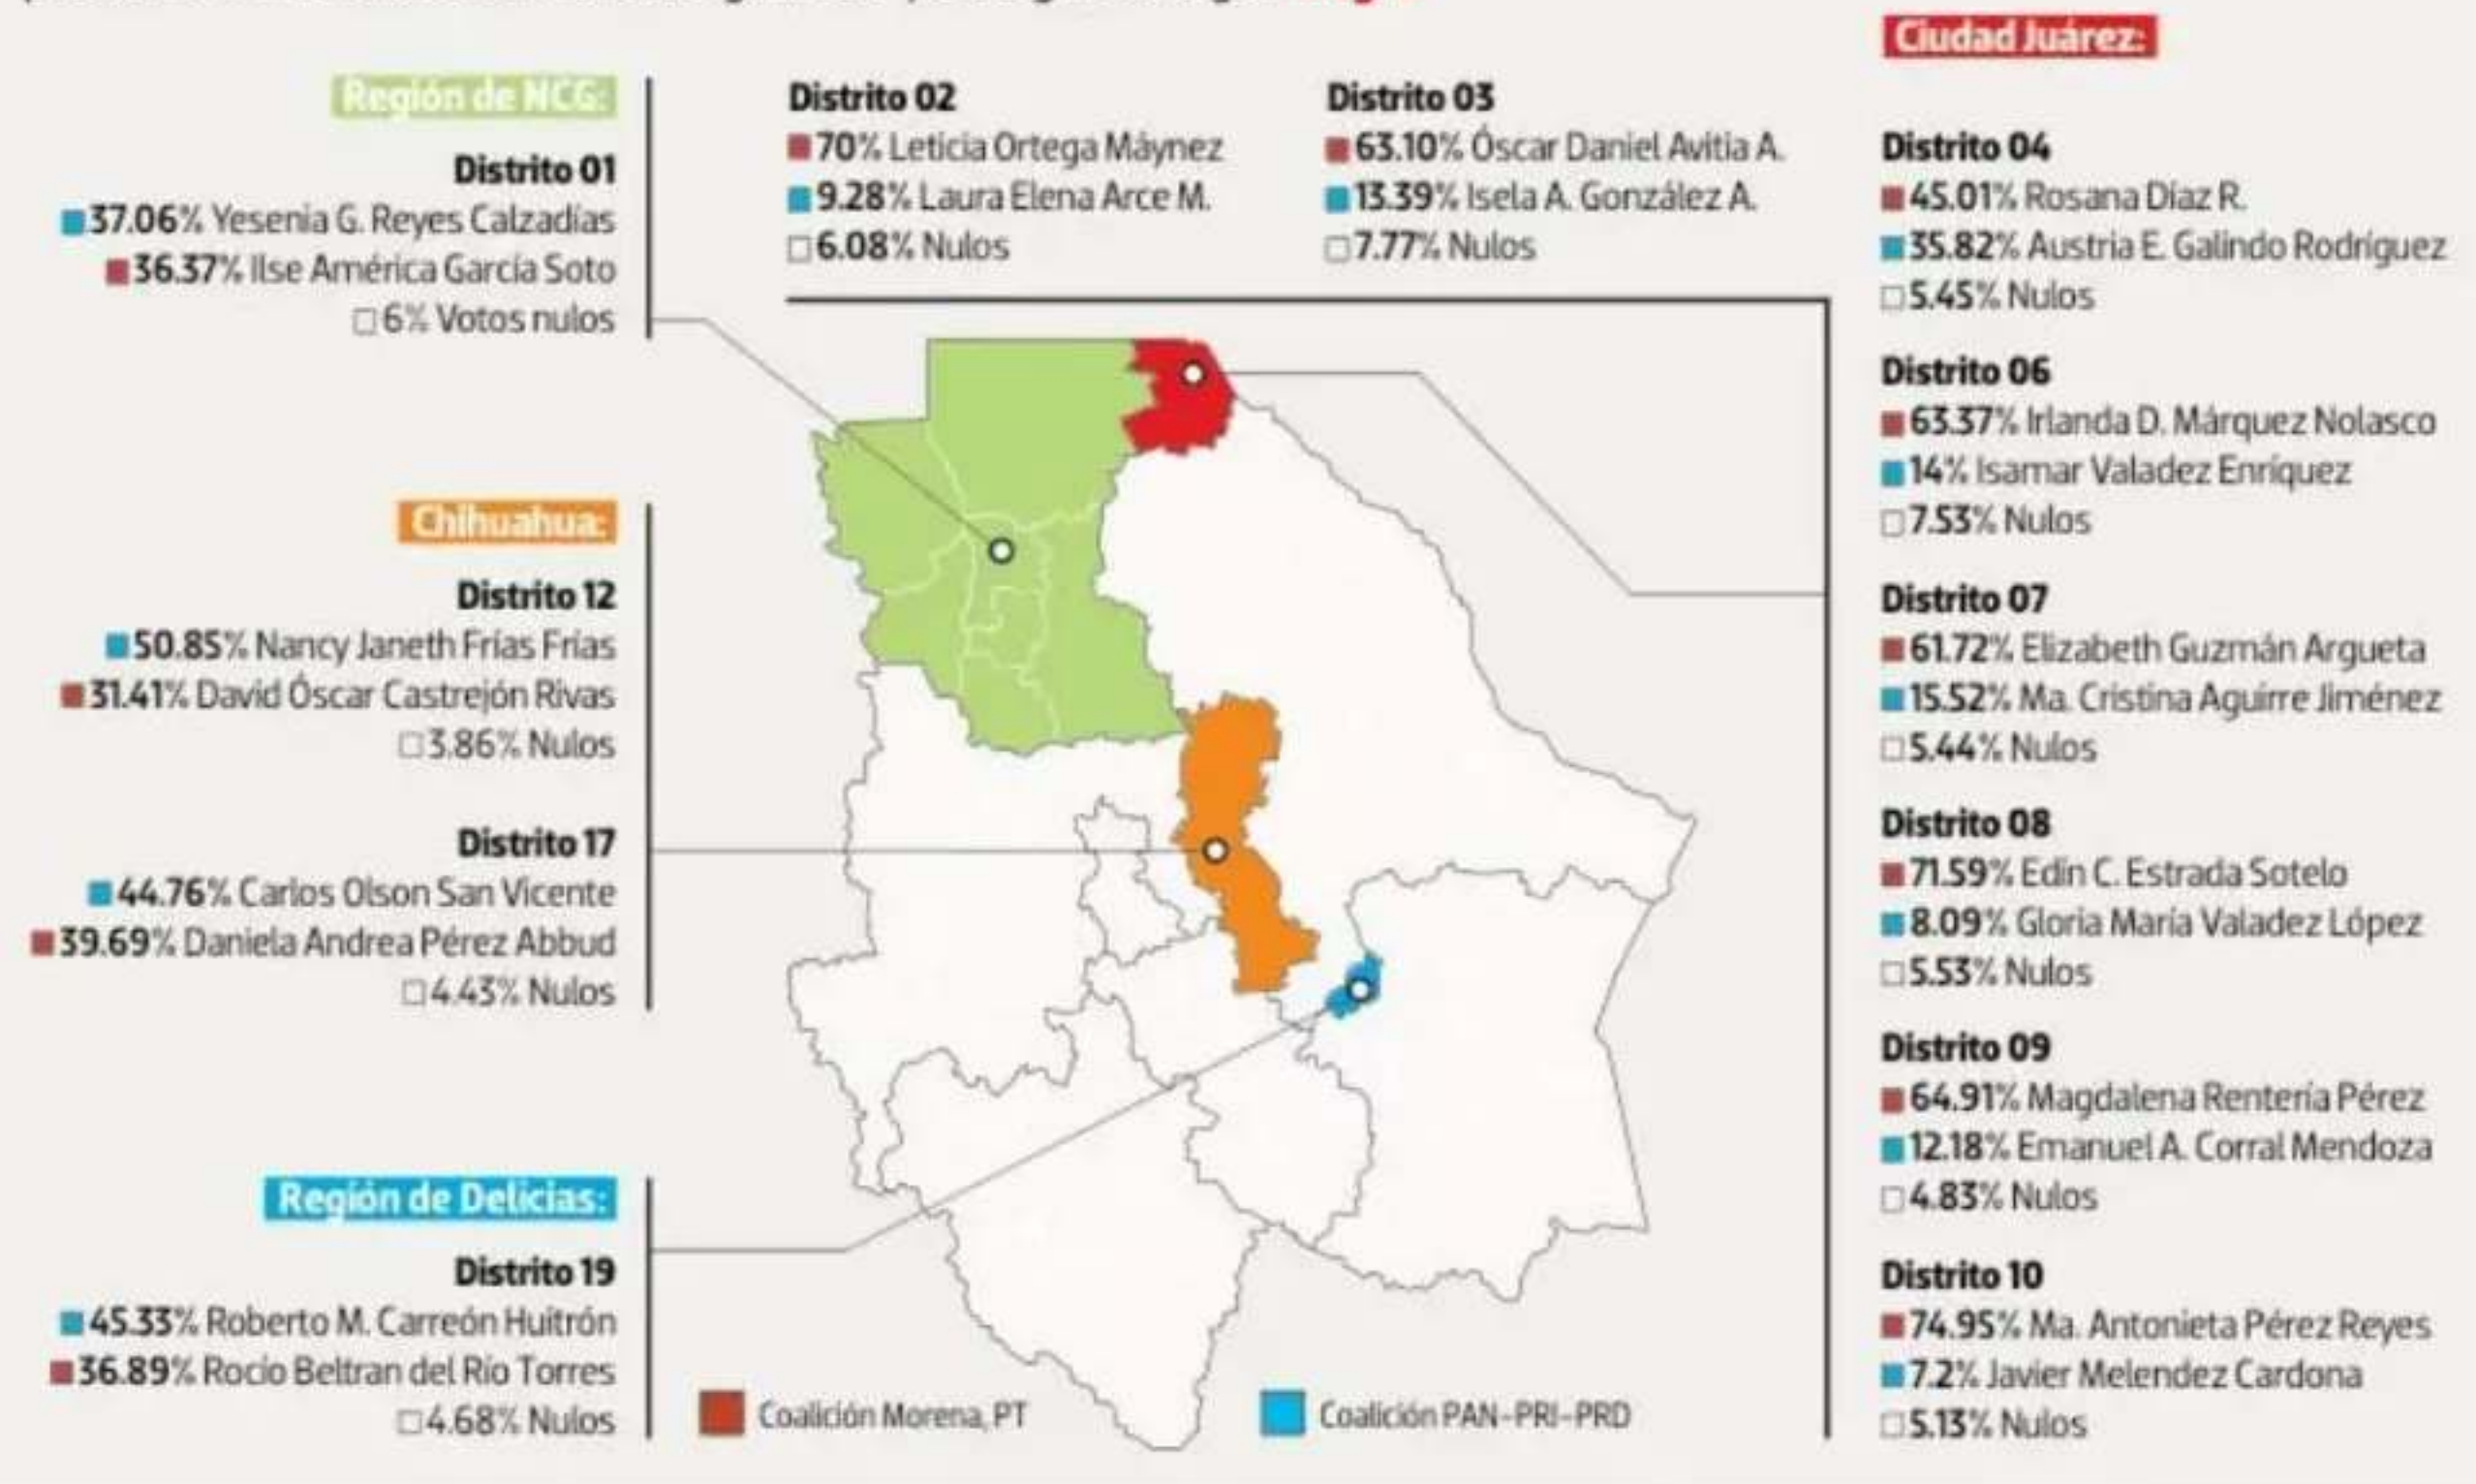 Región de NCG:
Distrito 01
37.06% Yesenia G. Reyes Calzadías
36.37% Ilse América García Soto
6% Votos nulos
Chihuahua:
Distrito 12
50.85% Nancy Janeth Frías Frías
31.41% David Óscar Castrejón Rivas
3.86% Nulos
Distrito 17
44.76% Carlos Olson San Vicente
39.69% Daniela Andrea Pérez Abbud
4.43% Nulos
Región de Delicias:
Distrito 19
45.33% Roberto M. Carreón Huitrón
36.89% Rocío Beltran del Río Torres
4.68% Nulos
Distrito 02
70% Leticia Ortega Máynez
9.28% Laura Elena Arce M.
6.08% Nulos
Distrito 03
63.10% Óscar Daniel Avitia A.
13.39% Isela A. González A.
7.77% Nulos
Ciudad Juárez:
Distrito 04
45.01% Rosana Díaz R.
35.82% Austria E. Galindo Rodríguez
5.45% Nulos
Distrito 06
63.37% Irlanda D. Márquez Nolasco
14% Isamar Valadez Enríquez
7.53% Nulos
Distrito 07
61.72% Elizabeth Guzmán Argueta
15.52% Ma. Cristina Aguirre Jiménez
5.44% Nulos
Distrito 08
71.59% Edin C. Estrada Sotelo
8.09% Gloria María Valadez López
5.53% Nulos
Distrito 09
64.91% Magdalena Rentería Pérez
12.18% Emanuel A. Corral Mendoza
4.83% Nulos
Distrito 10
74.95% Ma. Antonieta Pérez Reyes
7.2% Javier Melendez Cardona
5.13% Nulos
Coalición Morena, PT
Coalición PAN-PRI-PRD